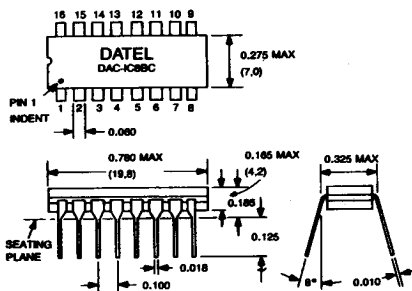 16 15 14 13 12 11 10 9
DATEL
DAC-IC8BC
0.275 MAX
(7,0)
PIN 1
INDENT
1 2 3 4 5 6 7 8
0.060
0.780 MAX
(19,8)
0.165 MAX
(4,2)
0.186
0.325 MAX
SEATING
PLANE
0.125
0.018
0.100
8°
0.010